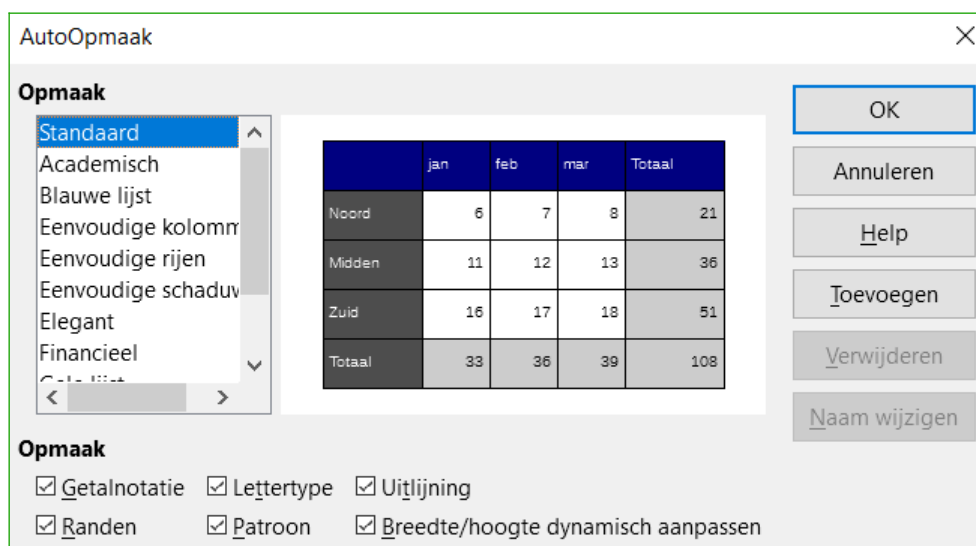 AutoOpmaak
Opmaak
Standaard
Academisch
Blauwe lijst
Eenvoudige kolomm
Eenvoudige rijen
Eenvoudige schaduw
Elegant
Financieel
jan feb mar Totaal
Noord 6 7 8 21
Midden 11 12 13 36
Zuid 16 17 18 51
Totaal 33 36 39 108
OK
Annuleren
Help
Toevoegen
Verwijderen
Naam wijzigen
Opmaak
Getalnotatie Lettertype Uitlijning
Randen Patroon Breedte/hoogte dynamisch aanpassen